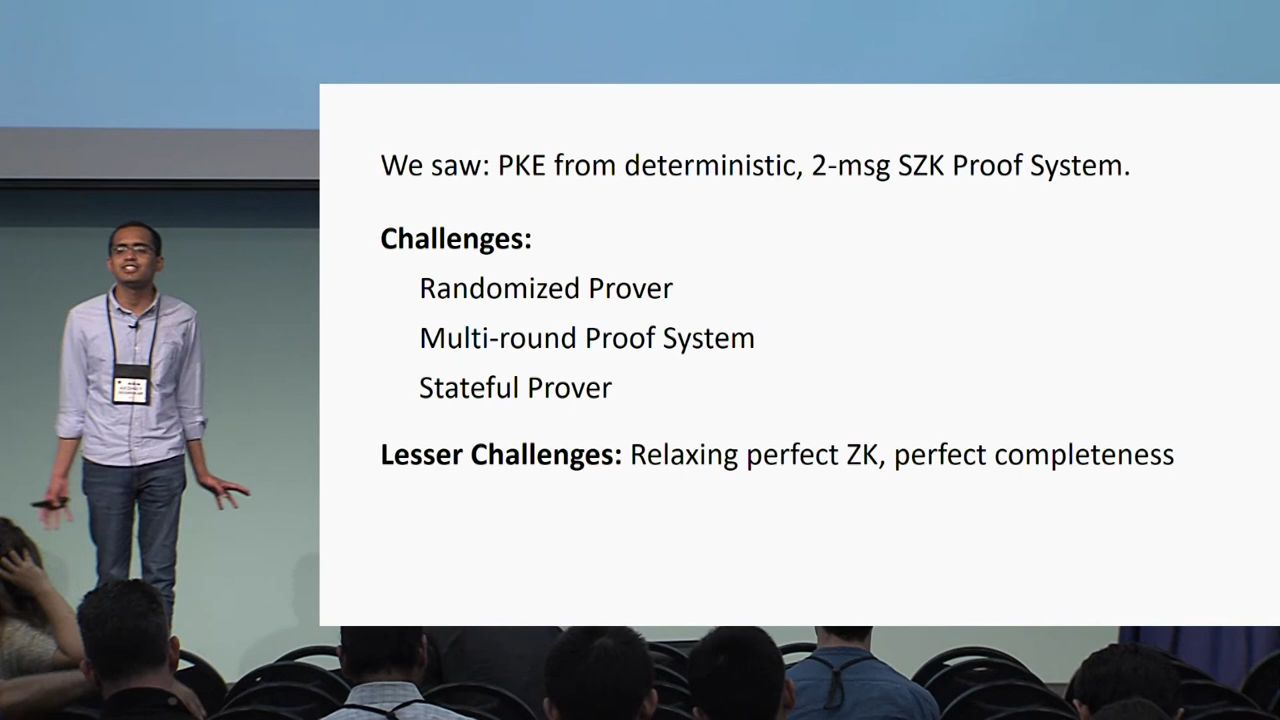 We saw: PKE from deterministic, 2-msg SZK Proof System.
Challenges:
Randomized Prover
Multi-round Proof System
Stateful Prover
Lesser Challenges: Relaxing perfect ZK, perfect completeness